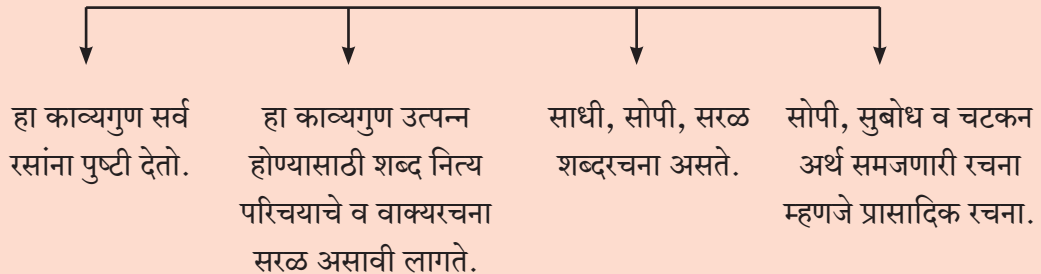 हा काव्यगुण सर्व
रसांना पुष्टी देतो.
हा काव्यगुण उत्पन्न
होण्यासाठी शब्द नित्य
परिचयाचे व वाक्यरचना
सरळ असावी लागते.
साधी, सोपी, सरळ
शब्दरचना असते.
सोपी, सुबोध व चटकन
अर्थ समजणारी रचना
म्हणजे प्रासादिक रचना.